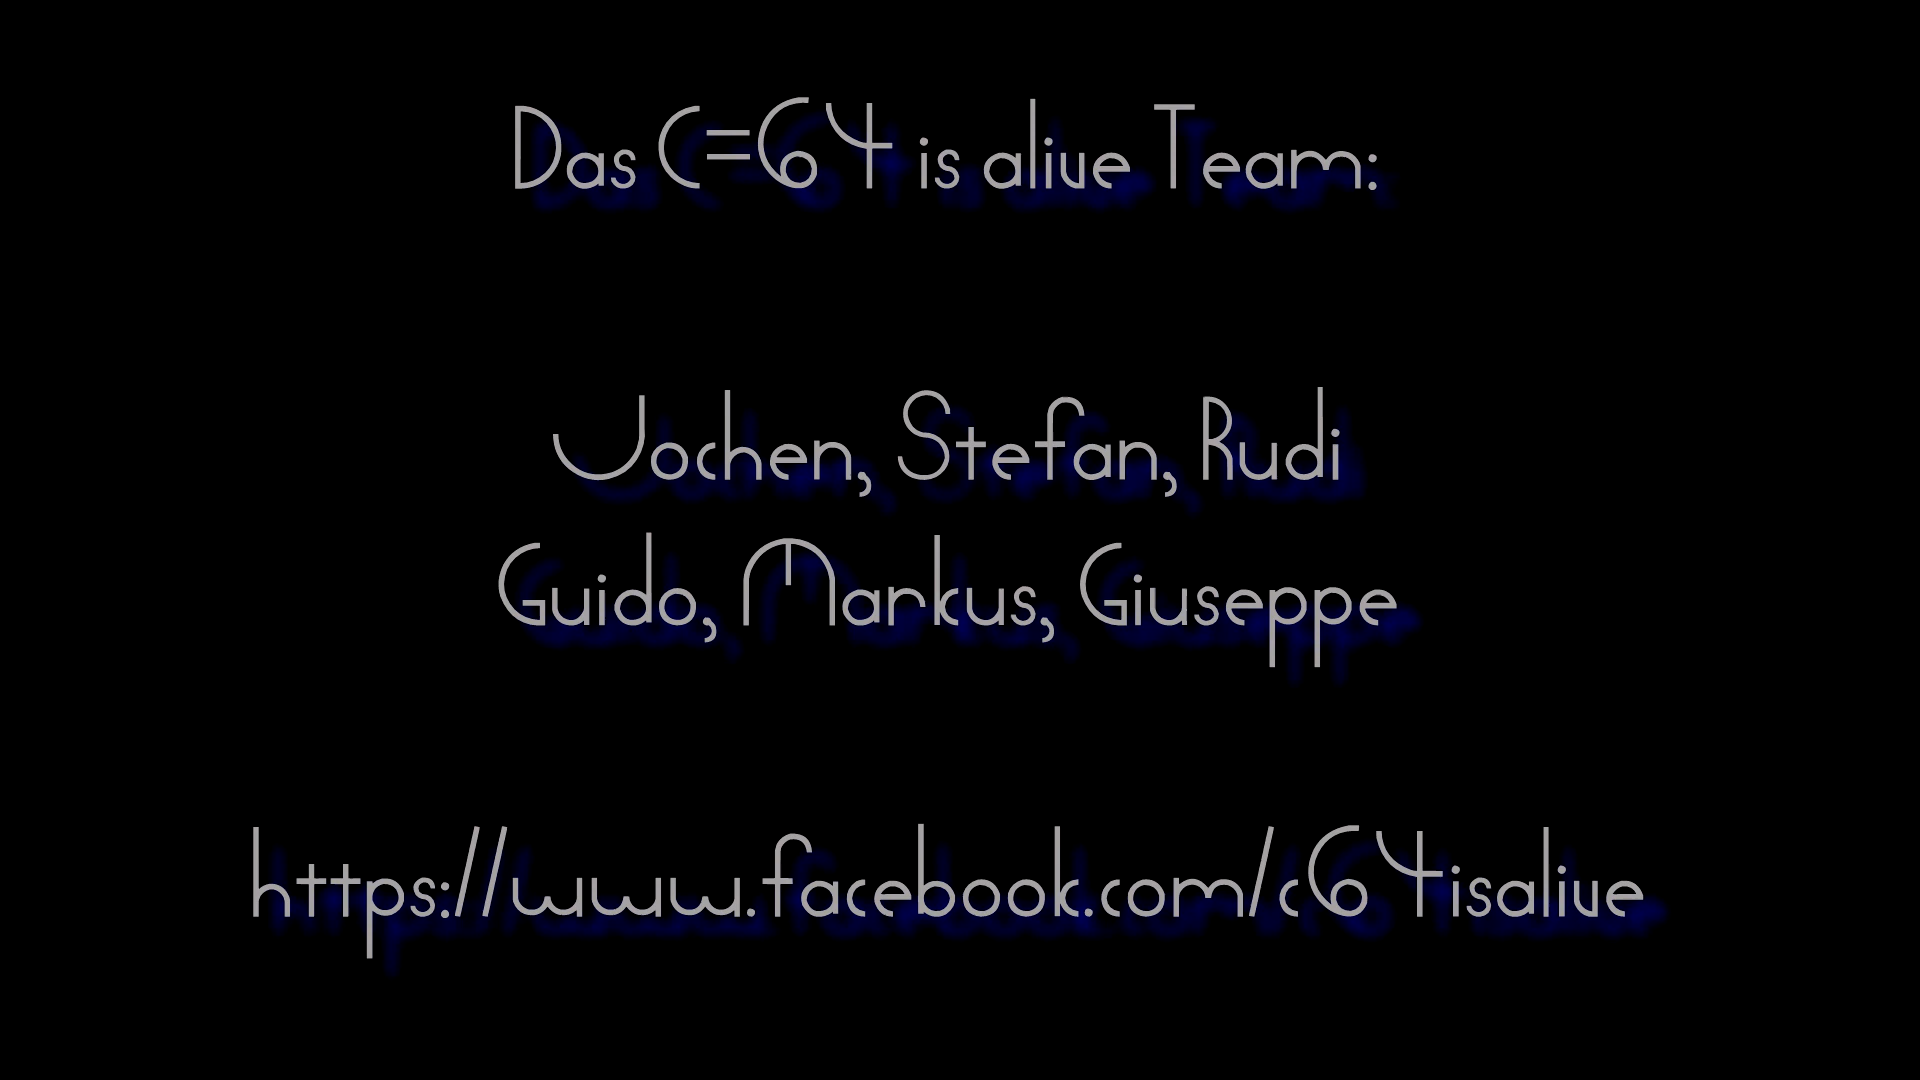 Das C=64 is alive Team:
Jochen, Stefan, Rudi
Guido, Markus, Giuseppe
https://www.facebook.com/c64isalive